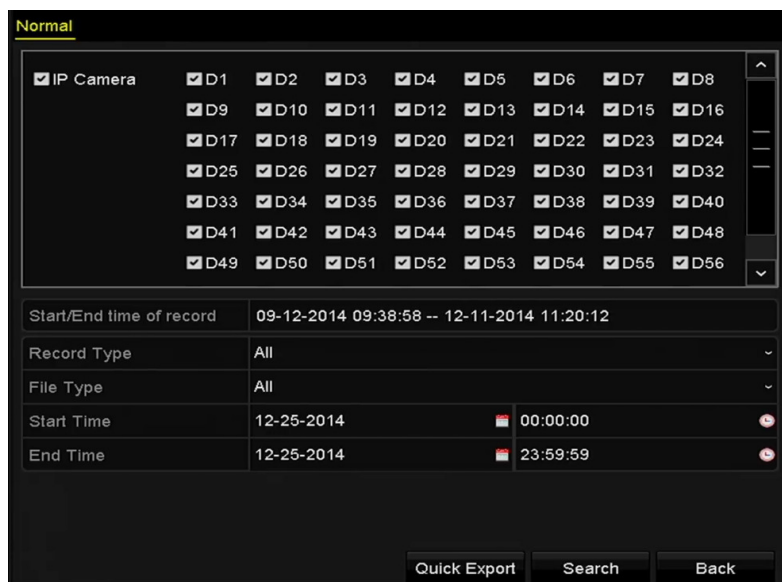 Normal
IP Camera D1 D2 D3 D4 D5 D6 D7 D8
D9 D10 D11 D12 D13 D14 D15 D16
D17 D18 D19 D20 D21 D22 D23 D24
D25 D26 D27 D28 D29 D30 D31 D32
D33 D34 D35 D36 D37 D38 D39 D40
D41 D42 D43 D44 D45 D46 D47 D48
D49 D50 D51 D52 D53 D54 D55 D56
Start/End time of record 09-12-2014 09:38:58 -- 12-11-2014 11:20:12
Record Type All
File Type All
Start Time 12-25-2014 00:00:00
End Time 12-25-2014 23:59:59
Quick Export Search Back